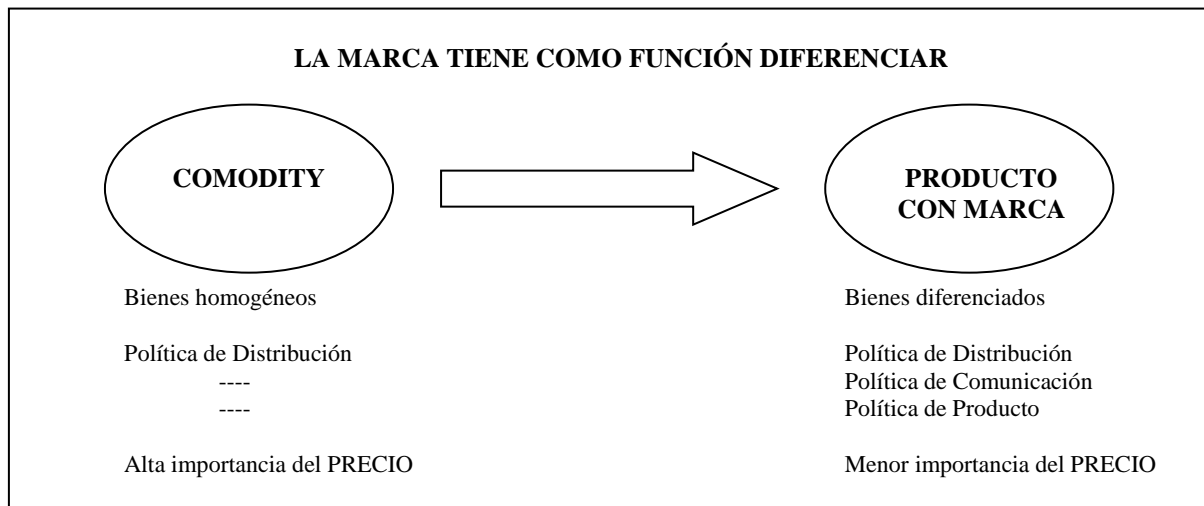 LA MARCA TIENE COMO FUNCIÓN DIFERENCIAR
COMODITY
PRODUCTO
CON MARCA
Bienes homogéneos
Política de Distribución
----
----
Alta importancia del PRECIO
Bienes diferenciados
Política de Distribución
Política de Comunicación
Política de Producto
Menor importancia del PRECIO